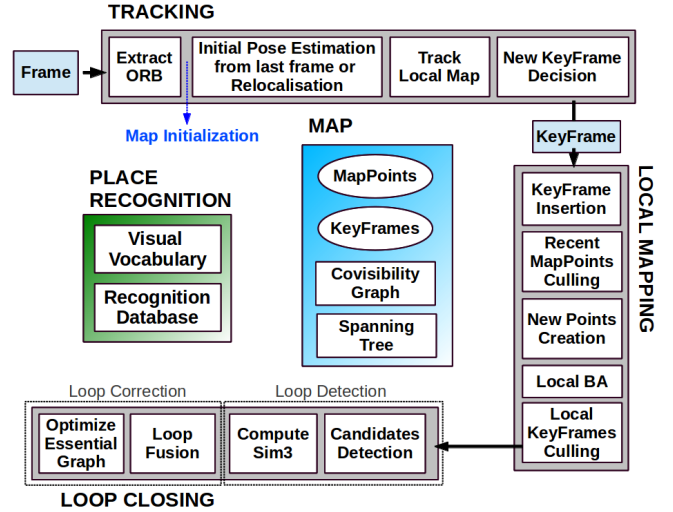 TRACKING
Frame
Extract
ORB
Initial Pose Estimation
from last frame or
Relocalisation
Track
Local Map
New KeyFrame
Decision
Map Initialization
KeyFrame
MAP
MapPoints
KeyFrames
Covisibility
Graph
Spanning
Tree
PLACE
RECOGNITION
Visual
Vocabulary
Recognition
Database
LOCAL MAPPING
KeyFrame
Insertion
Recent
MapPoints
Culling
New Points
Creation
Local BA
Local
KeyFrames
Culling
Loop Correction
Loop Detection
Optimize
Essential
Graph
Loop
Fusion
Compute
Sim3
Candidates
Detection
LOOP CLOSING